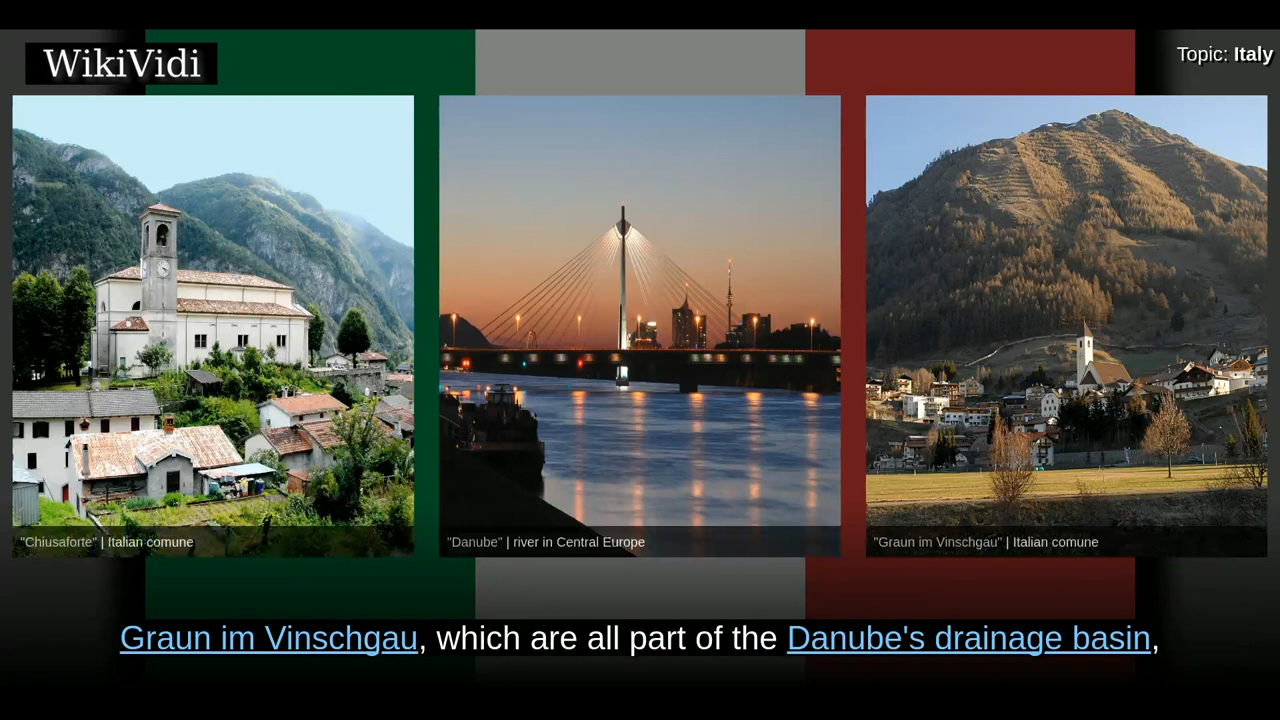 WikiVidi
Topic: Italy
"Chiusaforte" | Italian comune
"Danube" | river in Central Europe
"Graun im Vinschgau" | Italian comune
Graun im Vinschgau, which are all part of the Danube's drainage basin,